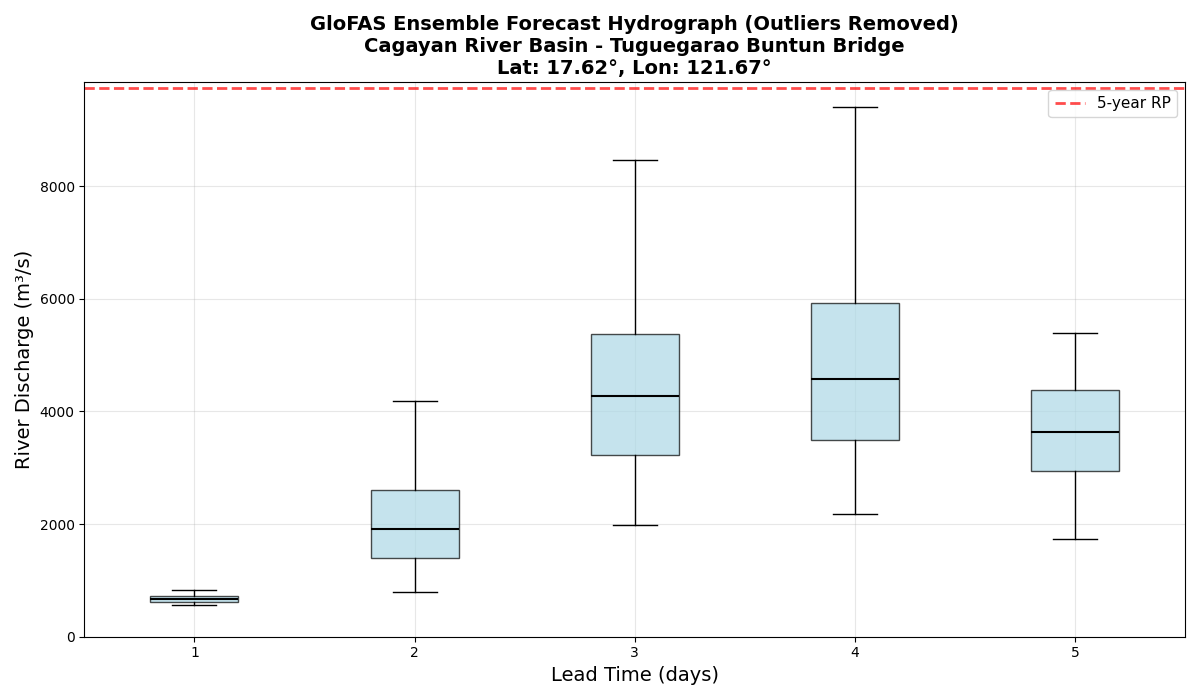 GloFAS Ensemble Forecast Hydrograph (Outliers Removed)
Cagayan River Basin - Tuguegarao Buntun Bridge
Lat: 17.62°, Lon: 121.67°
5-year RP
River Discharge (m³/s)
8000
6000
4000
2000
0
1 2 3 4 5
Lead Time (days)